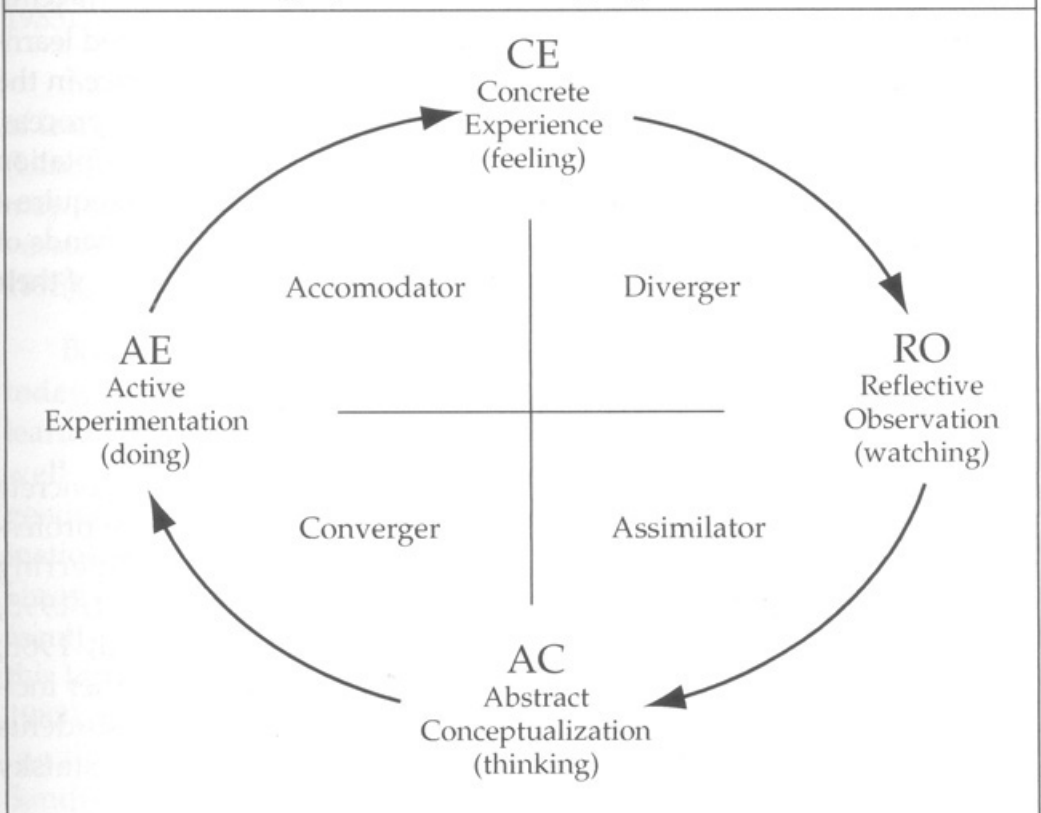 CE
Concrete
Experience
(feeling)
Accomodator
Diverger
AE
Active
Experimentation
(doing)
RO
Reflective
Observation
(watching)
Converger
Assimilator
AC
Abstract
Conceptualization
(thinking)